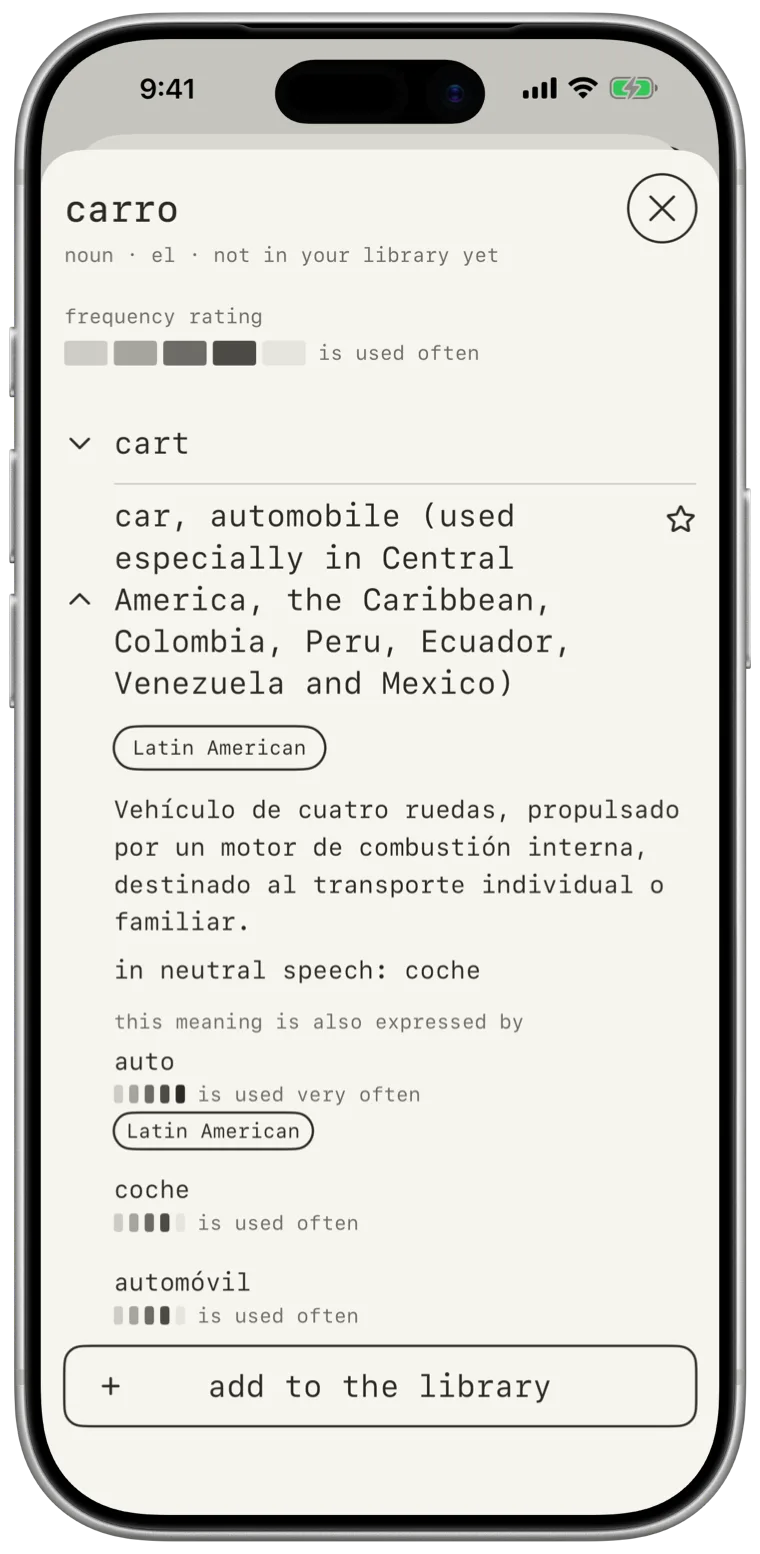 9:41
carro
noun · el · not in your library yet
frequency rating
is used often
cart
car, automobile (used
especially in Central
America, the Caribbean,
Colombia, Peru, Ecuador,
Venezuela and Mexico)
Latin American
Vehículo de cuatro ruedas, propulsado
por un motor de combustión interna,
destinado al transporte individual o
familiar.
in neutral speech: coche
this meaning is also expressed by
auto
is used very often
Latin American
coche
is used often
automóvil
is used often
+ add to the library